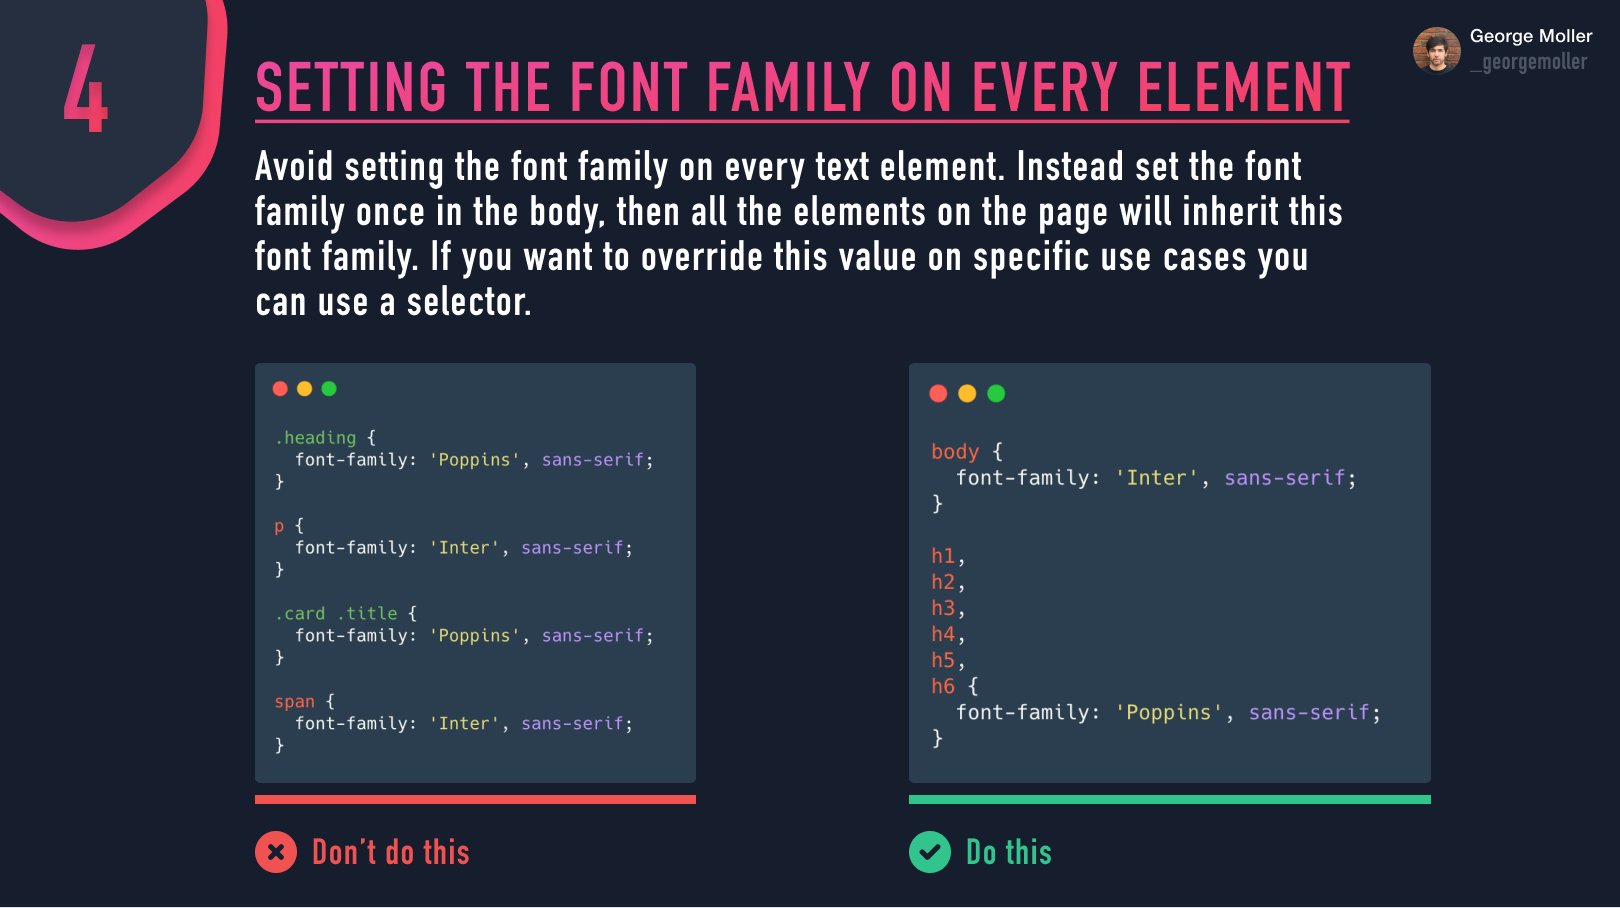 4
SETTING THE FONT FAMILY ON EVERY ELEMENT
George Moller
_georgemoller
Avoid setting the font family on every text element. Instead set the font
family once in the body, then all the elements on the page will inherit this
font family. If you want to override this value on specific use cases you
can use a selector.
.heading {
  font-family: 'Poppins', sans-serif;
}
p {
  font-family: 'Inter', sans-serif;
}
.card .title {
  font-family: 'Poppins', sans-serif;
}
span {
  font-family: 'Inter', sans-serif;
}
Don't do this
body {
  font-family: 'Inter', sans-serif;
}
h1,
h2,
h3,
h4,
h5,
h6 {
  font-family: 'Poppins', sans-serif;
}
Do this